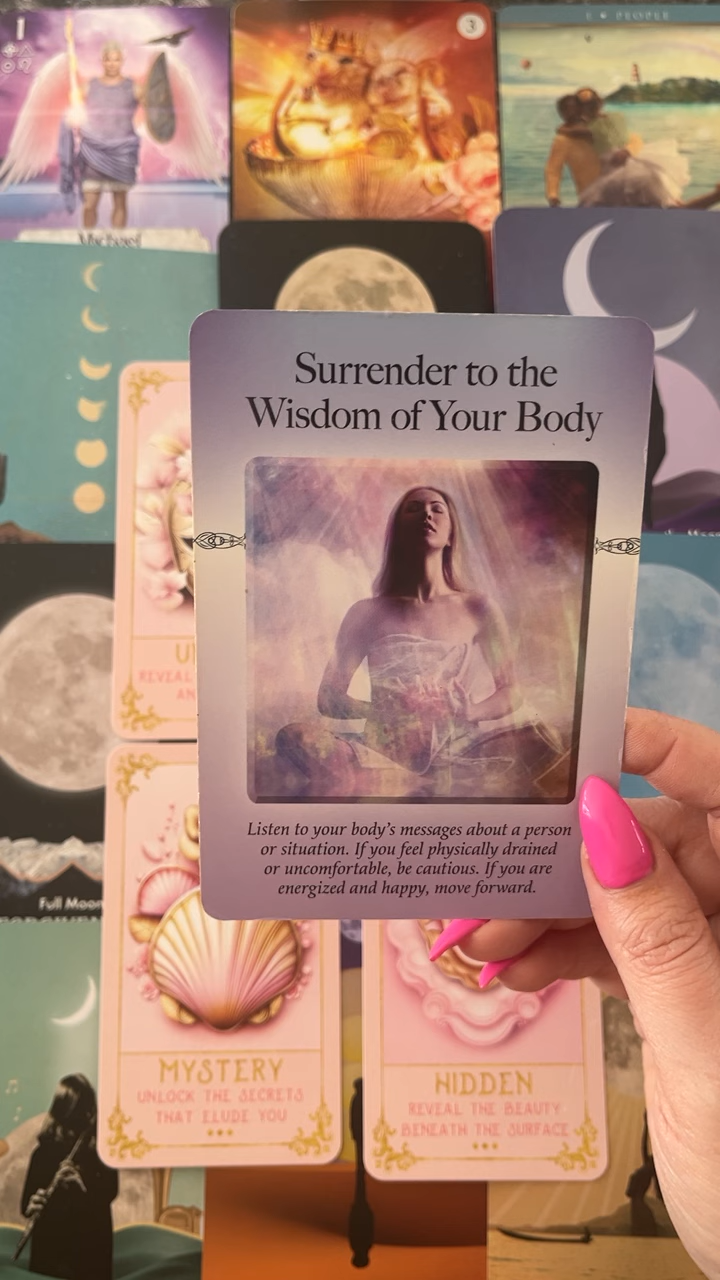 1
3
Michael
Surrender to the
Wisdom of Your Body
Listen to your body's messages about a person
or situation. If you feel physically drained
or uncomfortable, be cautious. If you are
energized and happy, move forward.
REVEAL
Full Moon
MYSTERY
UNLOCK THE SECRETS
THAT ELUDE YOU
HIDDEN
REVEAL THE BEAUTY
BENEATH THE SURFACE